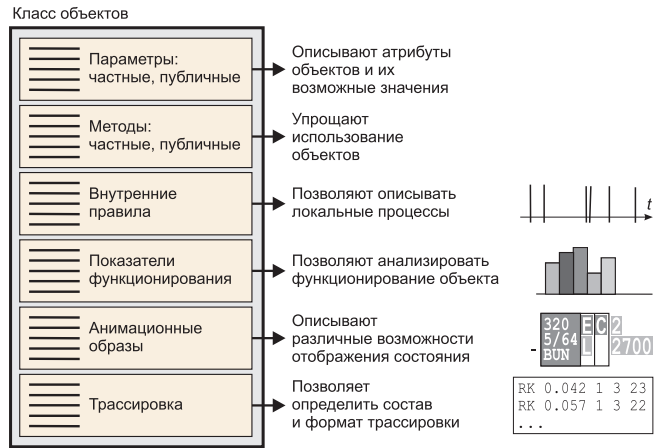 Класс объектов
Параметры:
частные, публичные
Описывают атрибуты
объектов и их
возможные значения
Методы:
частные, публичные
Упрощают
использование
объектов
Внутренние
правила
Позволяют описывать
локальные процессы
t
Показатели
функционирования
Позволяют анализировать
функционирование объекта
Анимационные
образы
Описывают
различные возможности
отображения состояния
320
5/64
BUN
E C 2
L 2700
Трассировка
Позволяет
определить состав
и формат трассировки
RK 0.042 1 3 23
RK 0.057 1 3 22
...